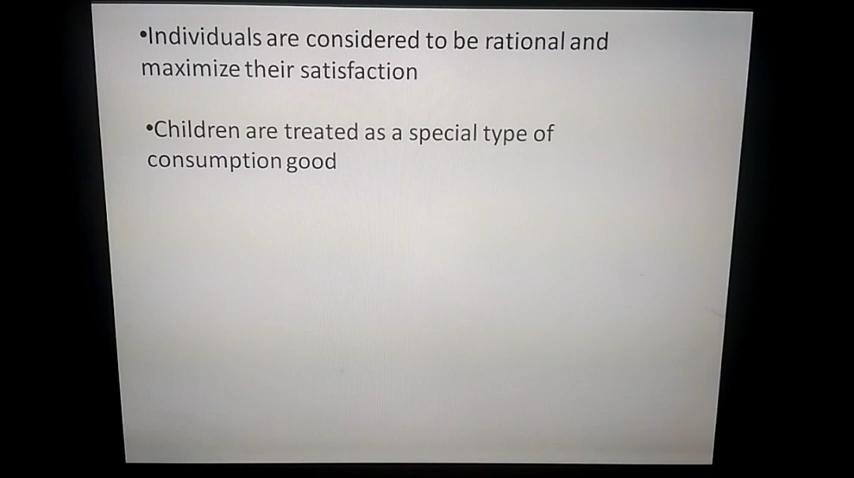 •Individuals are considered to be rational and
maximize their satisfaction
•Children are treated as a special type of
consumption good